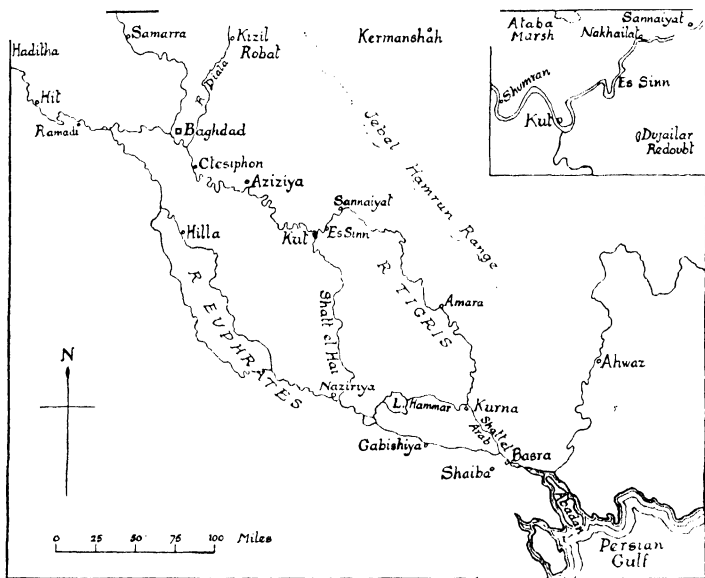 Haditha
Samarra
Kizil
Robat
Kermanshah
Hit
R Diala
Ramadi
Baghdad
Jebel Hamrun Range
Ctesiphon
Aziziya
Sannaiyat
Hilla
Kut
Es Sinn
R TIGRIS
R EUPHRATES
Shatt el Hai
Amara
Ahwaz
N
Naziriya
L. Hammar
Kurna
Shatt el
Arab
Gabishiya
Basra
Shaiba
Abadan
0 25 50 75 100 Miles
Persian
Gulf
Ataba
Marsh
Sannaiyat
Nakhailat
Shumran
Es Sinn
Kut
Dujailar
Redoubt